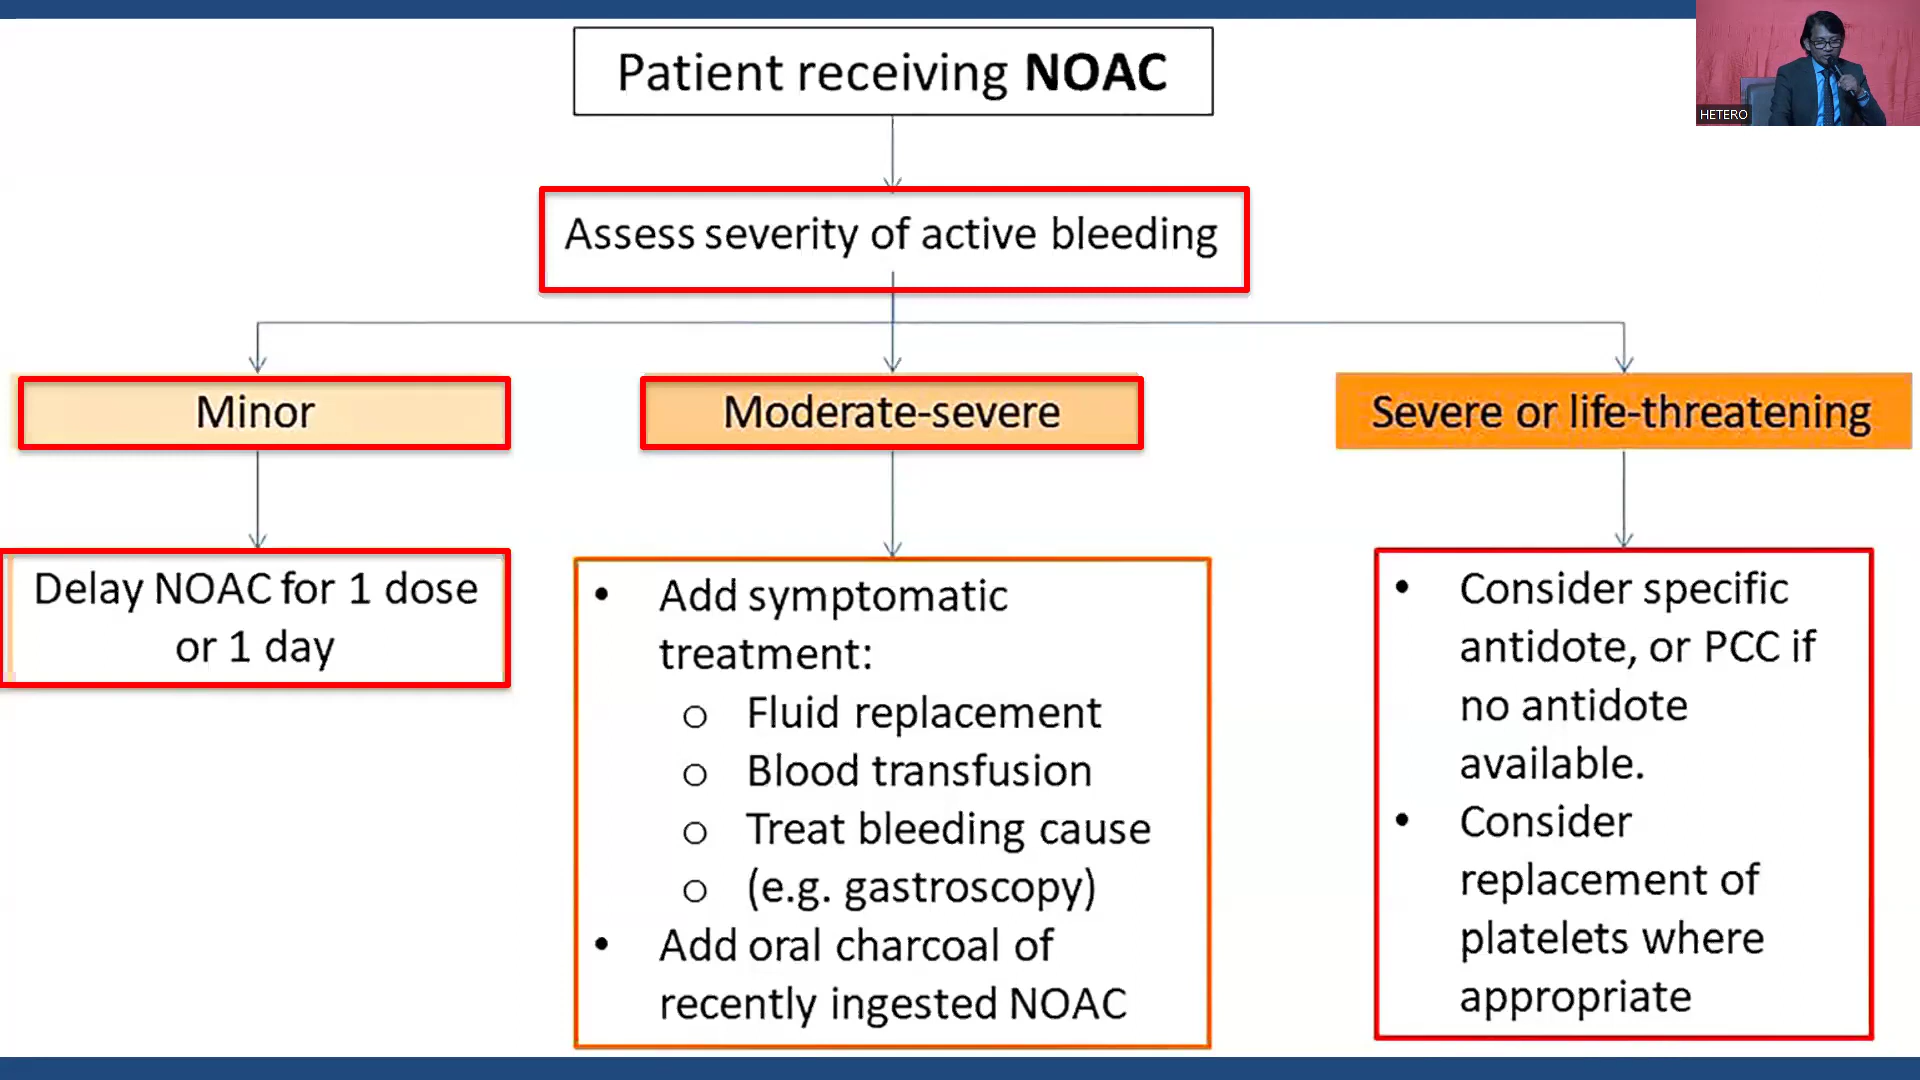 Patient receiving NOAC
HETERO
Assess severity of active bleeding
Minor
Moderate-severe
Severe or life-threatening
Delay NOAC for 1 dose
or 1 day
• Add symptomatic
treatment:
o Fluid replacement
o Blood transfusion
o Treat bleeding cause
o (e.g. gastroscopy)
• Add oral charcoal of
recently ingested NOAC
• Consider specific
antidote, or PCC if
no antidote
available.
• Consider
replacement of
platelets where
appropriate